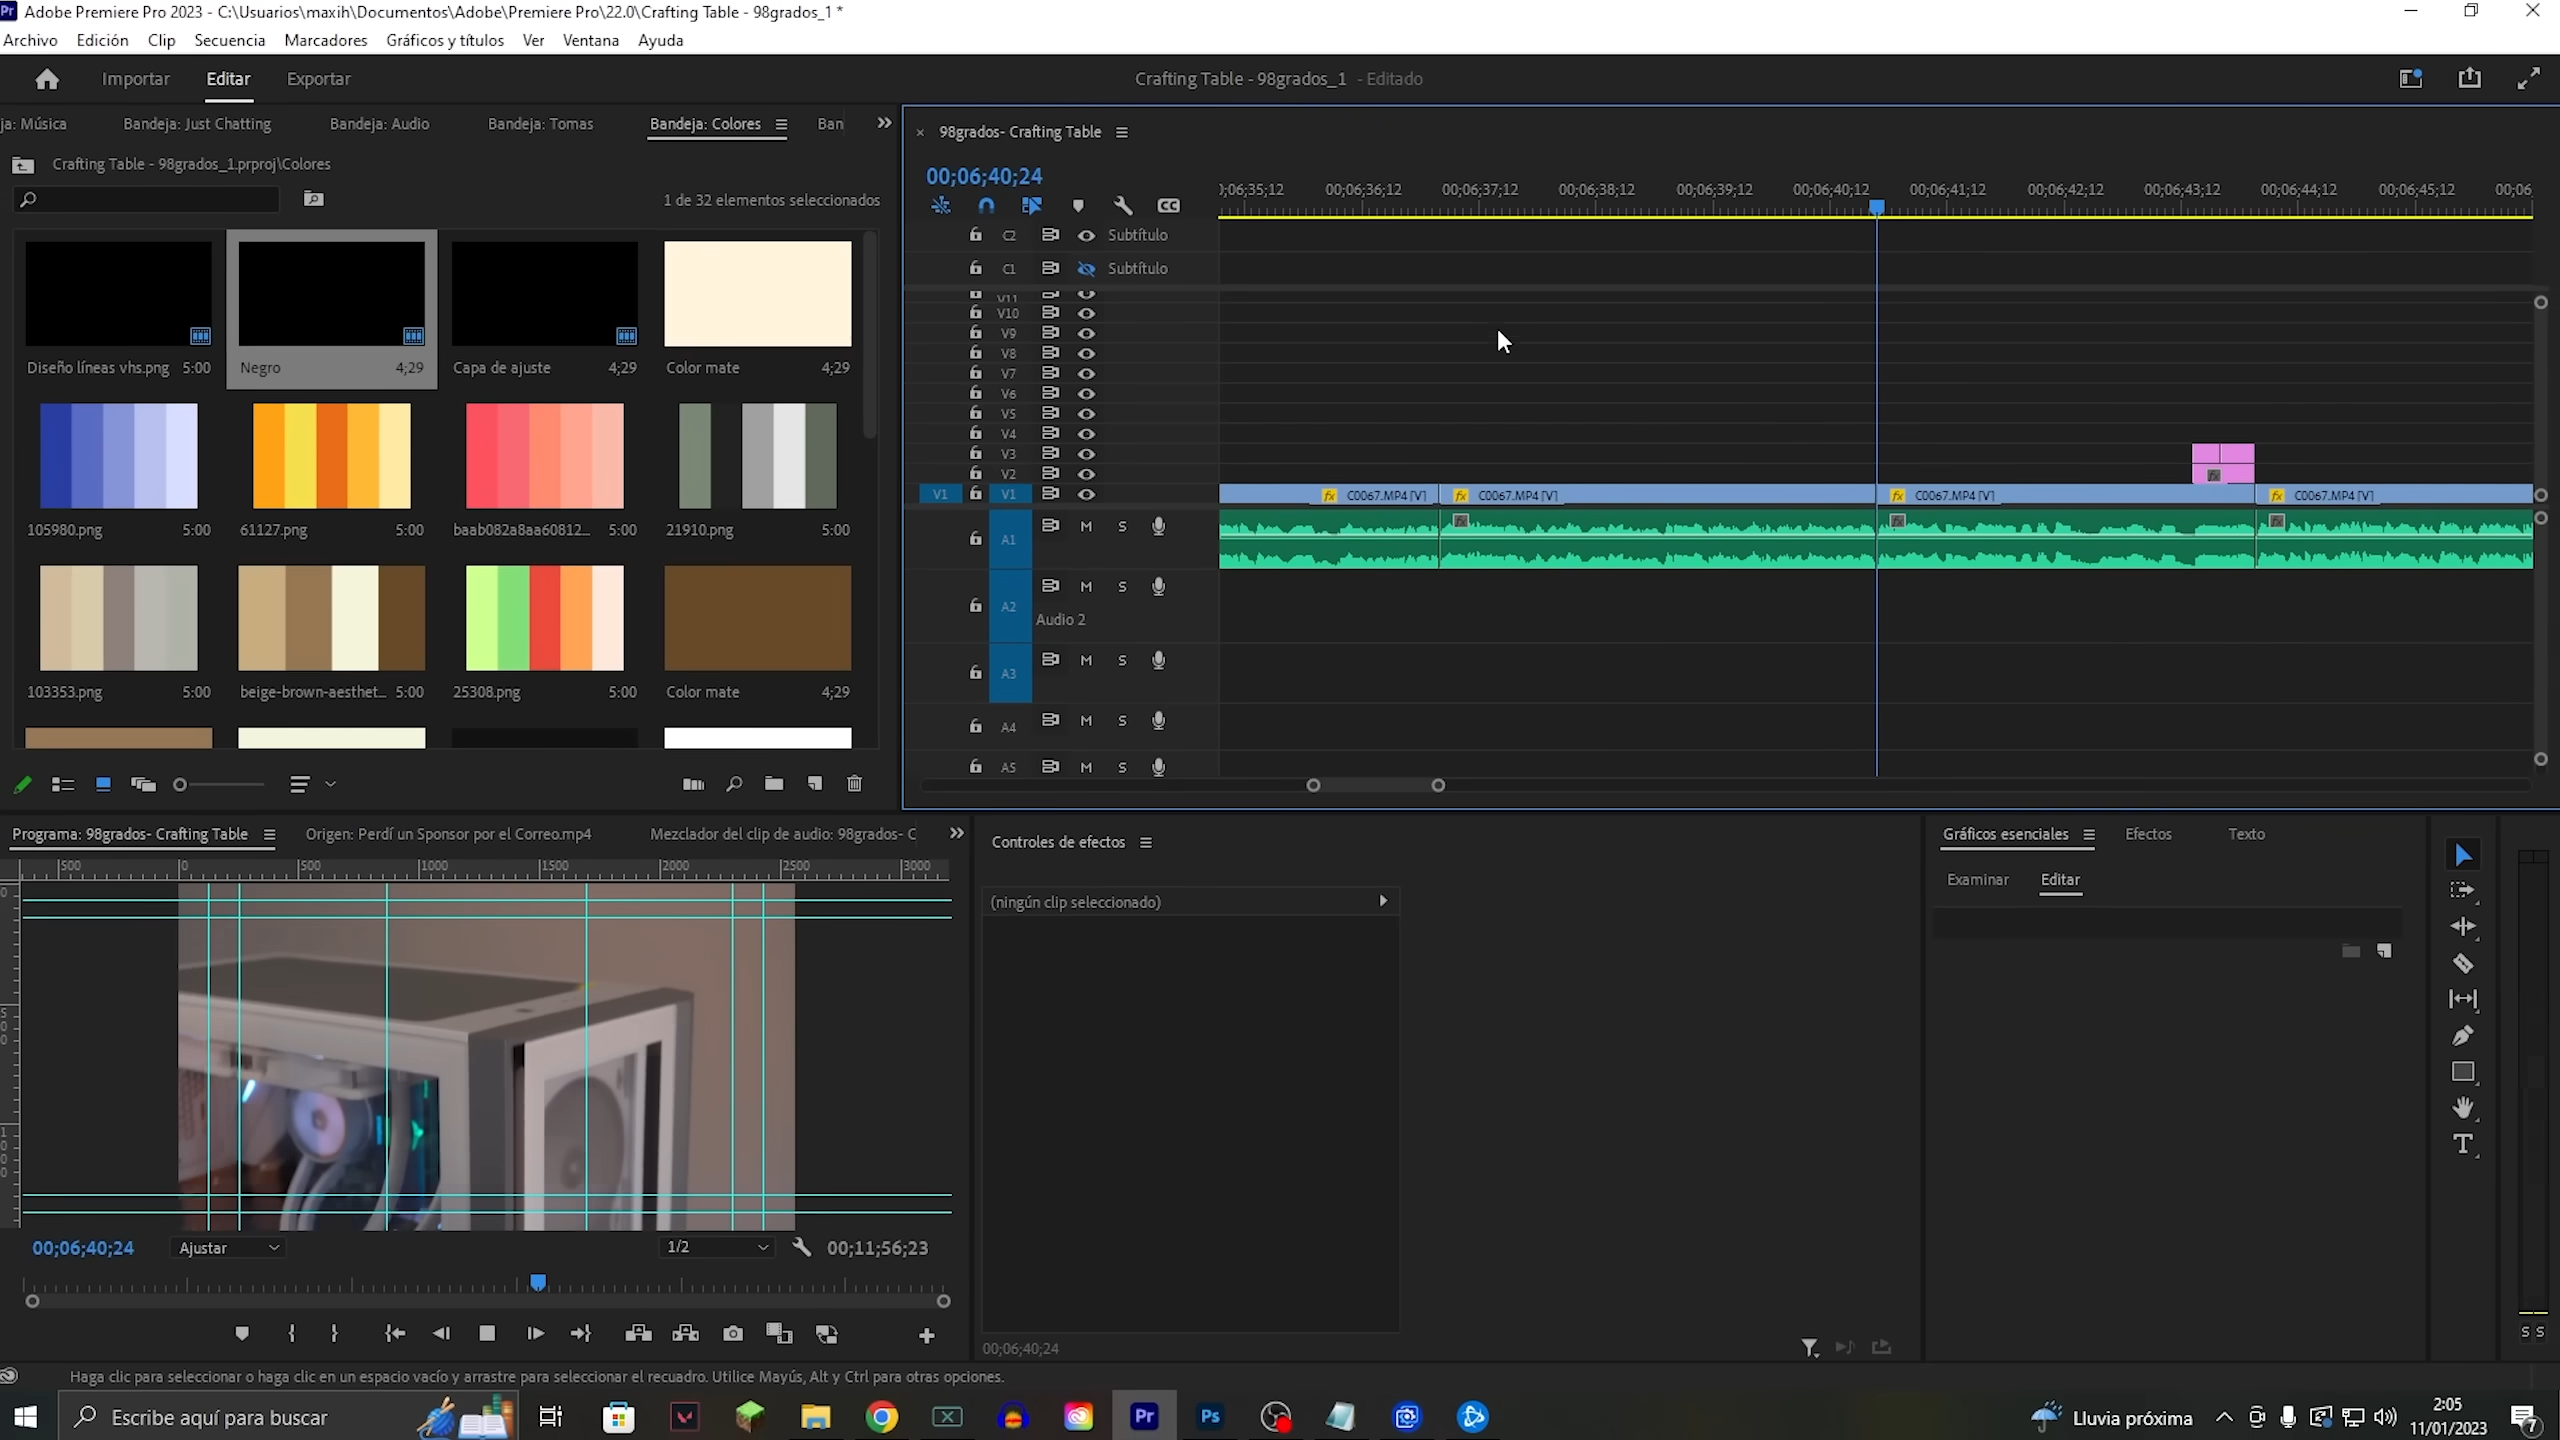 Pr Adobe Premiere Pro 2023 - C:\Usuarios\maxih\Documentos\Adobe\Premiere Pro\22.0\Crafting Table - 98grados_1 *
Archivo Edición Clip Secuencia Marcadores Gráficos y títulos Ver Ventana Ayuda
Importar Editar Exportar
Crafting Table - 98grados_1 - Editado
ja: Música Bandeja: Just Chatting Bandeja: Audio Bandeja: Tomas Bandeja: Colores Ban
Crafting Table - 98grados_1.prproj\Colores
1 de 32 elementos seleccionados
Diseño líneas vhs.png 5:00 Negro 4;29 Capa de ajuste 4;29 Color mate 4;29
105980.png 5:00 61127.png 5:00 baab082a8aa60812... 5:00 21910.png 5:00
103353.png 5:00 beige-brown-aesthet... 5:00 25308.png 5:00 Color mate 4;29
98grados- Crafting Table
00;06;40;24
);06;35;12 00;06;36;12 00;06;37;12 00;06;38;12 00;06;39;12 00;06;40;12 00;06;41;12 00;06;42;12 00;06;43;12 00;06;44;12 00;06;45;12 00;06
CC
C2 Subtítulo
C1 Subtítulo
V11
V10
V9
V8
V7
V6
V5
V4
V3
V2
V1 V1 fx C0067.MP4 [V] fx C0067.MP4 [V] fx C0067.MP4 [V] fx C0067.MP4 [V]
A1 M S
A2 M S
Audio 2
A3 M S
A4 M S
A5 M S
Programa: 98grados- Crafting Table Origen: Perdí un Sponsor por el Correo.mp4 Mezclador del clip de audio: 98grados- C
500 0 500 1000 1500 2000 2500 3000
00;06;40;24 Ajustar 1/2 00;11;56;23
Controles de efectos
(ningún clip seleccionado)
00;06;40;24
Gráficos esenciales Efectos Texto
Examinar Editar
S S
Haga clic para seleccionar o haga clic en un espacio vacío y arrastre para seleccionar el recuadro. Utilice Mayús, Alt y Ctrl para otras opciones.
Escribe aquí para buscar
Pr Ps
Lluvia próxima
2:05
11/01/2023
7